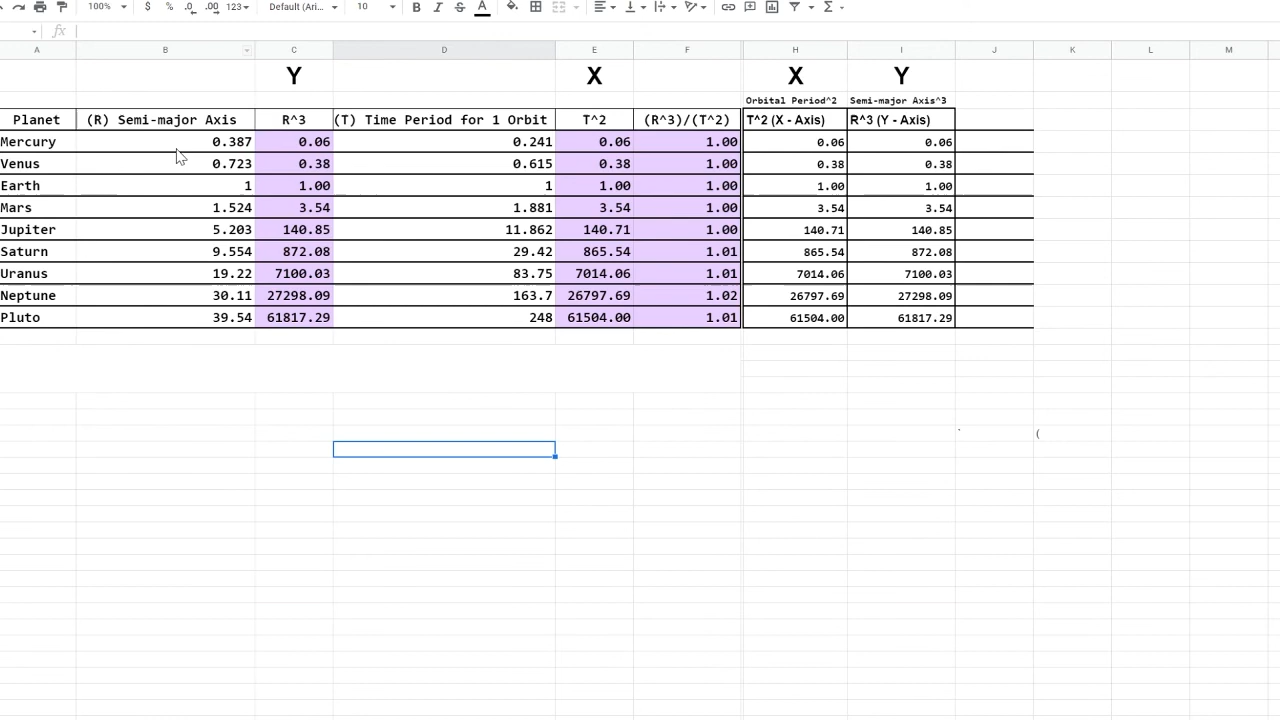 100% $ % .0 .00 123 Default (Ari... 10 B I S A Σ
fx
A B C D E F H I J K L M
Y X X Y
Orbital Period^2 Semi-major Axis^3
Planet (R) Semi-major Axis R^3 (T) Time Period for 1 Orbit T^2 (R^3)/(T^2) T^2 (X - Axis) R^3 (Y - Axis)
Mercury 0.387 0.06 0.241 0.06 1.00 0.06 0.06
Venus 0.723 0.38 0.615 0.38 1.00 0.38 0.38
Earth 1 1.00 1 1.00 1.00 1.00 1.00
Mars 1.524 3.54 1.881 3.54 1.00 3.54 3.54
Jupiter 5.203 140.85 11.862 140.71 1.00 140.71 140.85
Saturn 9.554 872.08 29.42 865.54 1.01 865.54 872.08
Uranus 19.22 7100.03 83.75 7014.06 1.01 7014.06 7100.03
Neptune 30.11 27298.09 163.7 26797.69 1.02 26797.69 27298.09
Pluto 39.54 61817.29 248 61504.00 1.01 61504.00 61817.29
(